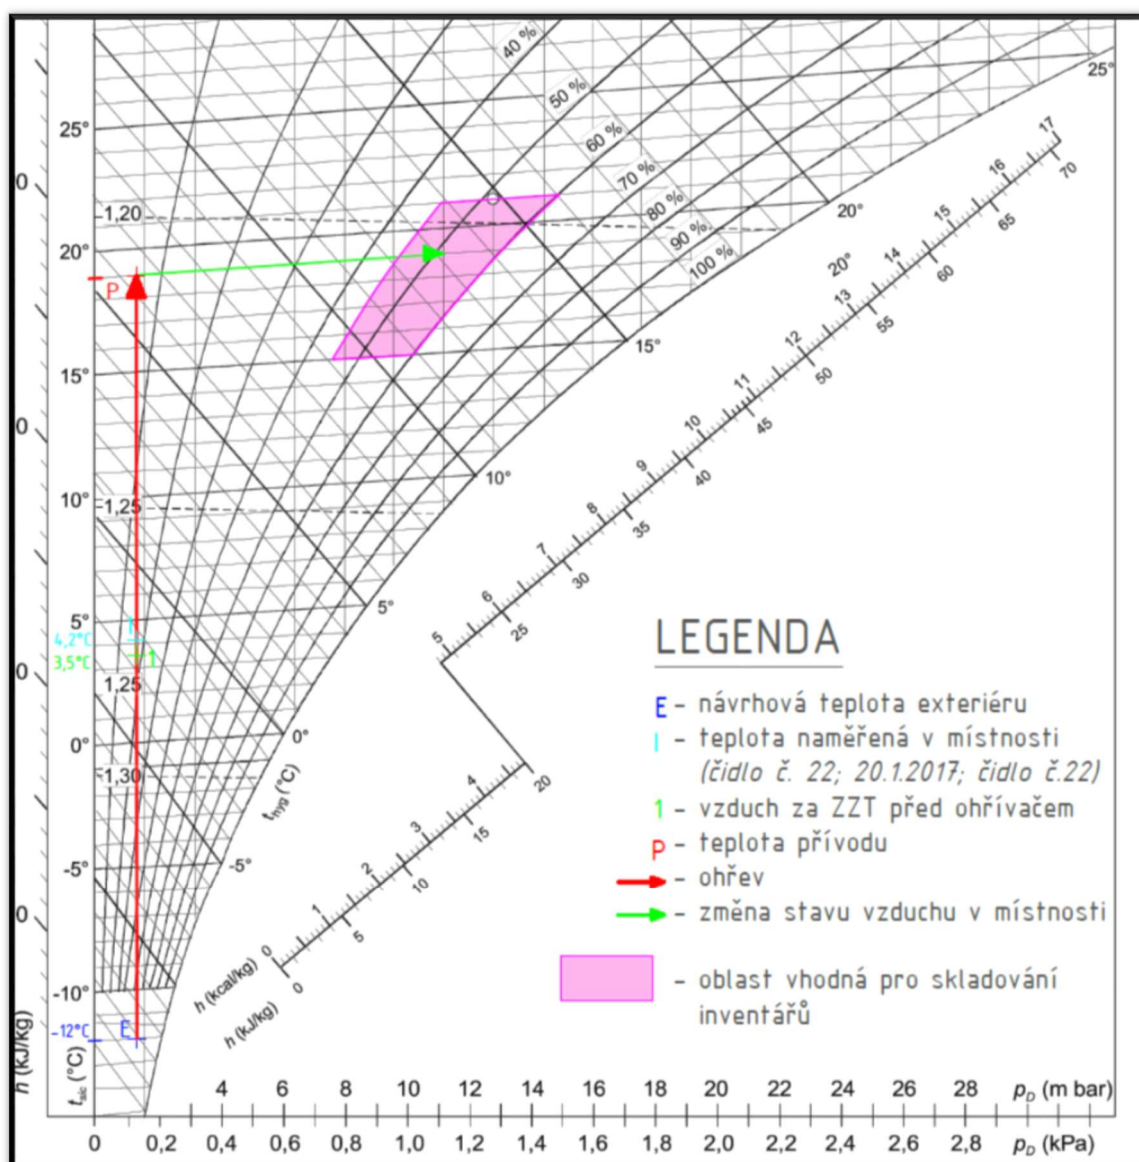 40 %
50 %
60 %
70 %
80 %
90 %
100 %
25°
20°
15°
10°
5°
0°
-5°
25°
20°
15°
10°
5°
0°
-5°
-10°
1,20
1,25
1,25
1,30
P
I
1
E
4,2°C
3,5°C
-12°C
0
0
0
0
17
16
15
14
20°
13
12
11
10
9
8
7
6
5
70
65
60
55
50
45
40
35
30
25
4
3
2
1
0
20
15
10
5
0
t hyg (°C)
h (kcal/kg)
h (kJ/kg)
h (kJ/kg)
t sic (°C)
LEGENDA
E – návrhová teplota exteriéru
I – teplota naměřená v místnosti
(čidlo č. 22; 20.1.2017; čidlo č.22)
1 – vzduch za ZZT před ohřívačem
P – teplota přívodu
– ohřev
– změna stavu vzduchu v místnosti
– oblast vhodná pro skladování
inventářů
4 6 8 10 12 14 16 18 20 22 24 26 28 p D (m bar)
0 0,2 0,4 0,6 0,8 1,0 1,2 1,4 1,6 1,8 2,0 2,2 2,4 2,6 2,8 p D (kPa)